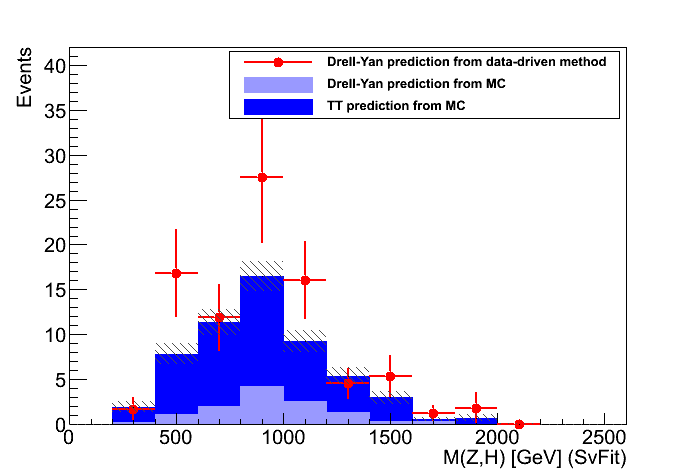 Events
40
35
30
25
20
15
10
5
0
Drell-Yan prediction from data-driven method
Drell-Yan prediction from MC
TT prediction from MC
0 500 1000 1500 2000 2500
M(Z,H) [GeV] (SvFit)